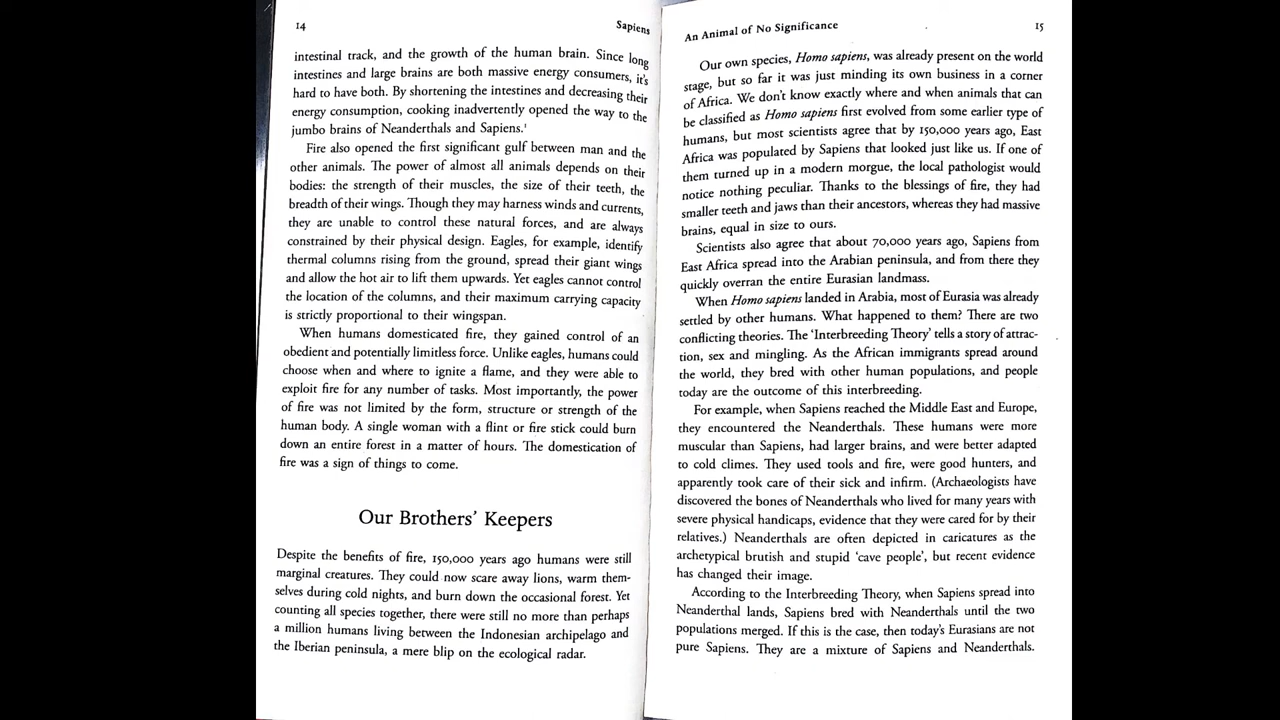 14
Sapiens
intestinal track, and the growth of the human brain. Since long
intestines and large brains are both massive energy consumers, it's
hard to have both. By shortening the intestines and decreasing their
energy consumption, cooking inadvertently opened the way to the
jumbo brains of Neanderthals and Sapiens.¹
Fire also opened the first significant gulf between man and the
other animals. The power of almost all animals depends on their
bodies: the strength of their muscles, the size of their teeth, the
breadth of their wings. Though they may harness winds and currents,
they are unable to control these natural forces, and are always
constrained by their physical design. Eagles, for example, identify
thermal columns rising from the ground, spread their giant wings
and allow the hot air to lift them upwards. Yet eagles cannot control
the location of the columns, and their maximum carrying capacity
is strictly proportional to their wingspan.
When humans domesticated fire, they gained control of an
obedient and potentially limitless force. Unlike eagles, humans could
choose when and where to ignite a flame, and they were able to
exploit fire for any number of tasks. Most importantly, the power
of fire was not limited by the form, structure or strength of the
human body. A single woman with a flint or fire stick could burn
down an entire forest in a matter of hours. The domestication of
fire was a sign of things to come.
Our Brothers' Keepers
Despite the benefits of fire, 150,000 years ago humans were still
marginal creatures. They could now scare away lions, warm them-
selves during cold nights, and burn down the occasional forest. Yet
counting all species together, there were still no more than perhaps
a million humans living between the Indonesian archipelago and
the Iberian peninsula, a mere blip on the ecological radar.
An Animal of No Significance
15
Our own species, Homo sapiens, was already present on the world
stage, but so far it was just minding its own business in a corner
of Africa. We don't know exactly where and when animals that can
be classified as Homo sapiens first evolved from some earlier type of
humans, but most scientists agree that by 150,000 years ago, East
Africa was populated by Sapiens that looked just like us. If one of
them turned up in a modern morgue, the local pathologist would
notice nothing peculiar. Thanks to the blessings of fire, they had
smaller teeth and jaws than their ancestors, whereas they had massive
brains, equal in size to ours.
Scientists also agree that about 70,000 years ago, Sapiens from
East Africa spread into the Arabian peninsula, and from there they
quickly overran the entire Eurasian landmass.
When Homo sapiens landed in Arabia, most of Eurasia was already
settled by other humans. What happened to them? There are two
conflicting theories. The 'Interbreeding Theory' tells a story of attrac-
tion, sex and mingling. As the African immigrants spread around
the world, they bred with other human populations, and people
today are the outcome of this interbreeding.
For example, when Sapiens reached the Middle East and Europe,
they encountered the Neanderthals. These humans were more
muscular than Sapiens, had larger brains, and were better adapted
to cold climes. They used tools and fire, were good hunters, and
apparently took care of their sick and infirm. (Archaeologists have
discovered the bones of Neanderthals who lived for many years with
severe physical handicaps, evidence that they were cared for by their
relatives.) Neanderthals are often depicted in caricatures as the
archetypical brutish and stupid 'cave people', but recent evidence
has changed their image.
According to the Interbreeding Theory, when Sapiens spread into
Neanderthal lands, Sapiens bred with Neanderthals until the two
populations merged. If this is the case, then today's Eurasians are not
pure Sapiens. They are a mixture of Sapiens and Neanderthals.